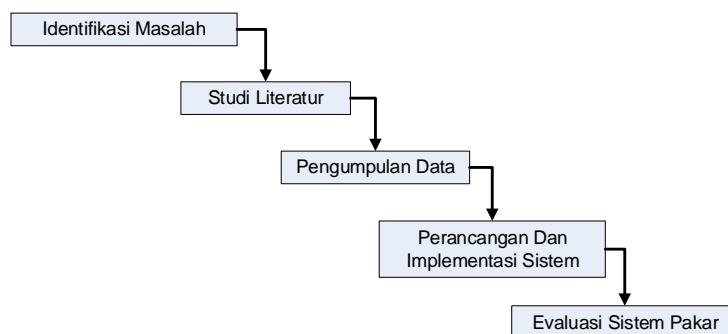 Identifikasi Masalah
Studi Literatur
Pengumpulan Data
Perancangan Dan
Implementasi Sistem
Evaluasi Sistem Pakar